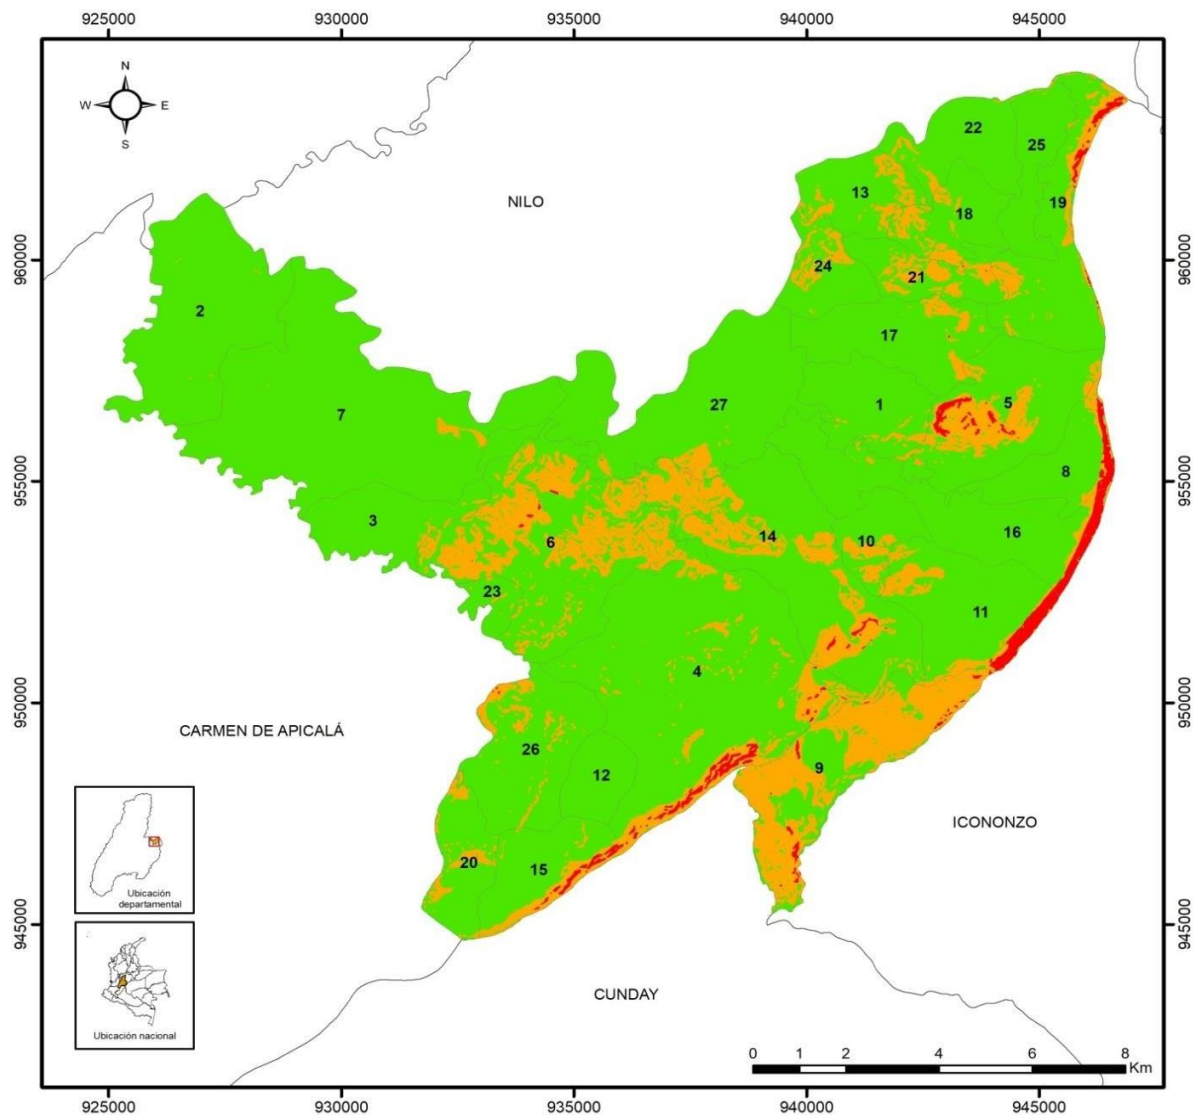 925000 930000 935000 940000 945000
N
W E
S
22
25
NILO
13
19
18
960000 960000
24
21
2
17
27
1
5
7
955000 955000
8
3
14
16
6
10
23
11
4
950000 950000
CARMEN DE APICALÁ
26
9
12
ICONONZO
20
15
Ubicación
departamental
945000 945000
CUNDAY
Ubicación nacional
0 1 2 4 6 8
Km
925000 930000 935000 940000 945000